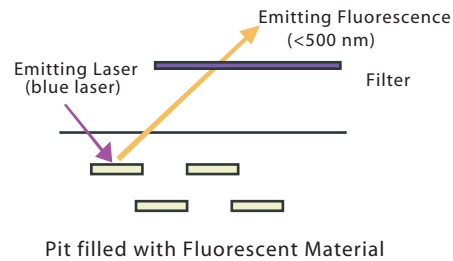 Emitting Fluorescence
(<500 nm)
Emitting Laser
(blue laser)
Filter
Pit filled with Fluorescent Material